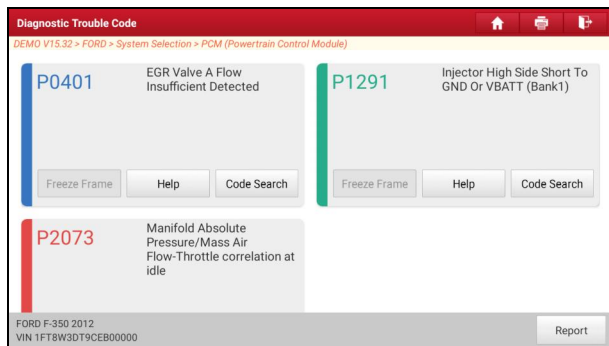 Diagnostic Trouble Code
DEMO V15.32 > FORD > System Selection > PCM (Powertrain Control Module)
P0401
EGR Valve A Flow
Insufficient Detected
Freeze Frame
Help
Code Search
P1291
Injector High Side Short To
GND Or VBATT (Bank1)
Freeze Frame
Help
Code Search
P2073
Manifold Absolute
Pressure/Mass Air
Flow-Throttle correlation at
idle
FORD F-350 2012
VIN 1FT8W3DT9CEB00000
Report